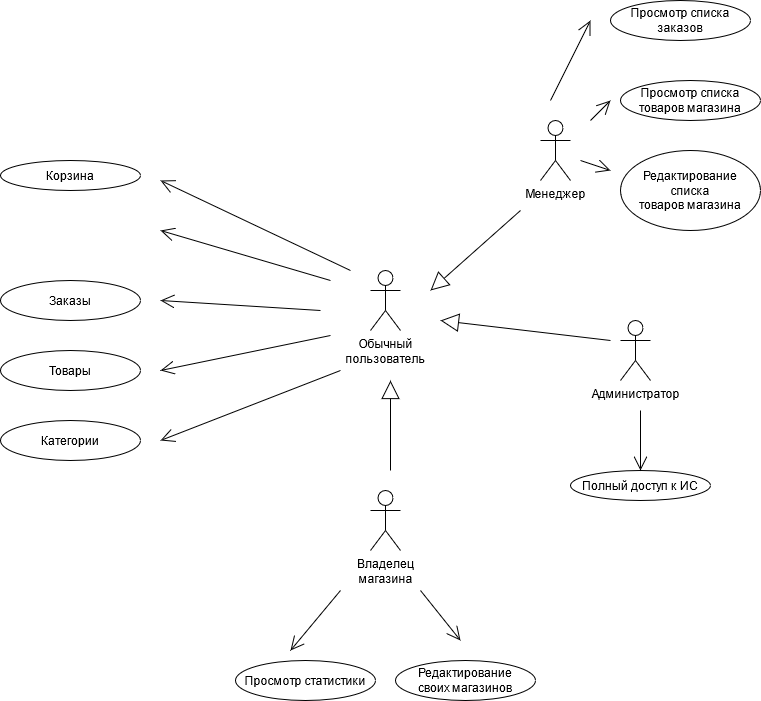 Просмотр списка
заказов
Просмотр списка
товаров магазина
Менеджер
Редактирование
списка
товаров магазина
Корзина
Заказы
Обычный
пользователь
Товары
Администратор
Категории
Полный доступ к ИС
Владелец
магазина
Просмотр статистики
Редактирование
своих магазинов